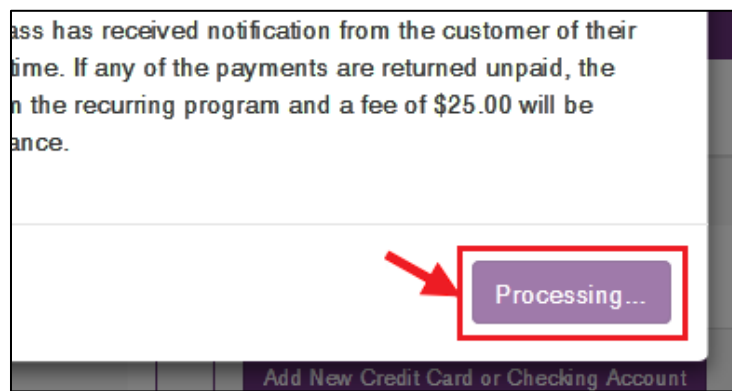 ass has received notification from the customer of their
time. If any of the payments are returned unpaid, the
the recurring program and a fee of $25.00 will be
ance.
Processing...
Add New Credit Card or Checking Account